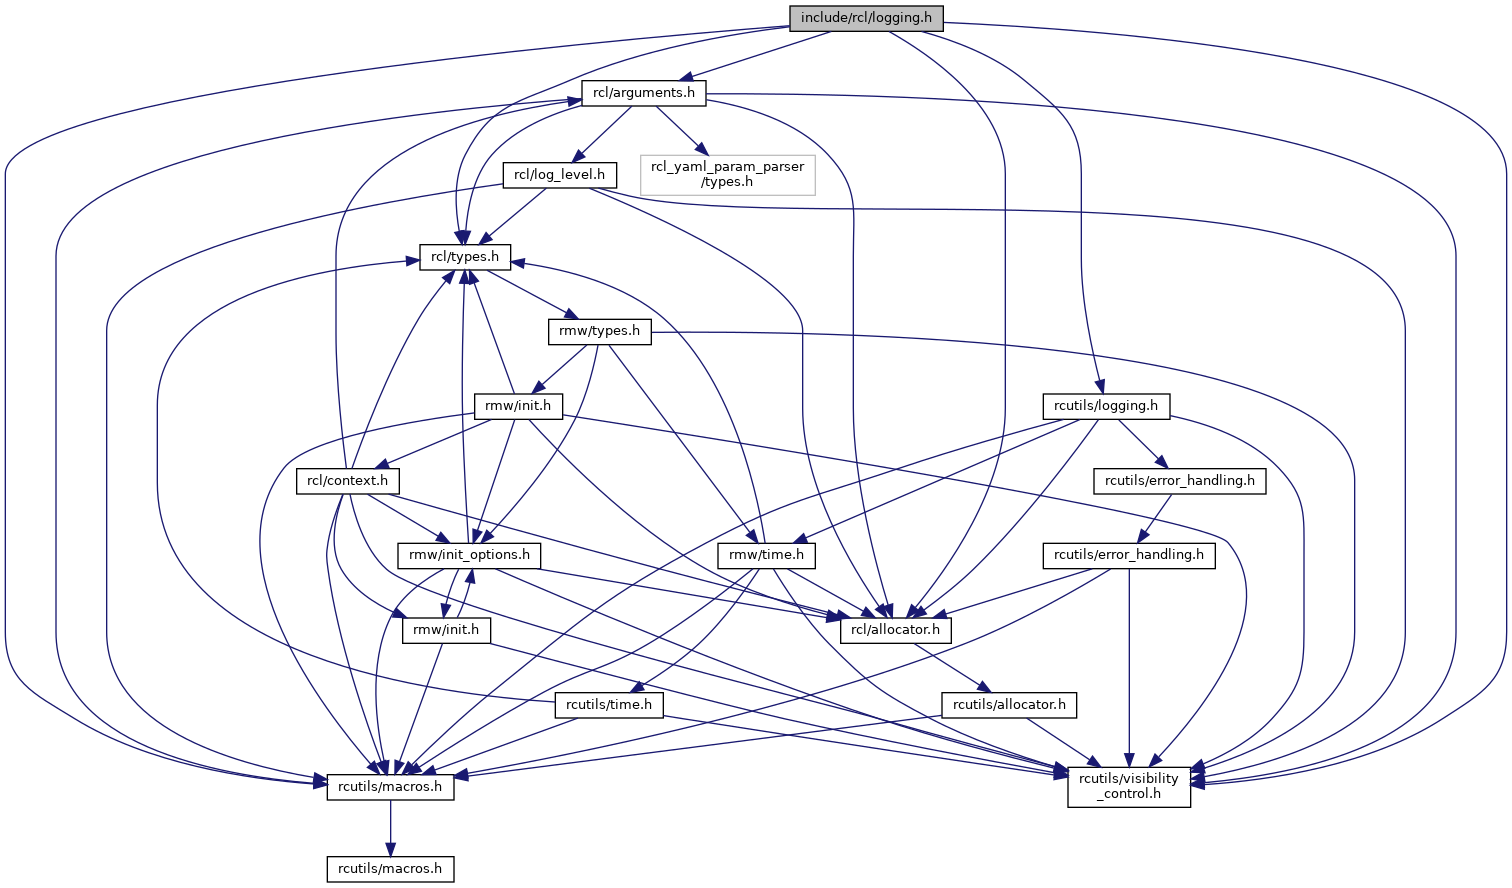 include/rcl/logging.h
rcl/arguments.h
rcl_yaml_param_parser
/types.h
rcl/log_level.h
rcl/types.h
rmw/types.h
rmw/init.h
rcutils/logging.h
rcl/context.h
rcutils/error_handling.h
rmw/init_options.h
rmw/time.h
rcutils/error_handling.h
rmw/init.h
rcl/allocator.h
rcutils/time.h
rcutils/allocator.h
rcutils/macros.h
rcutils/visibility
_control.h
rcutils/macros.h